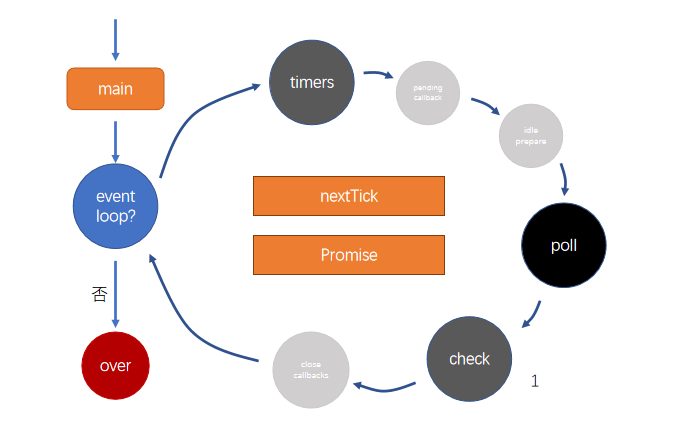 main
event
loop?
否
over
timers
pending
callback
idle
prepare
nextTick
Promise
poll
check
1
close
callbacks